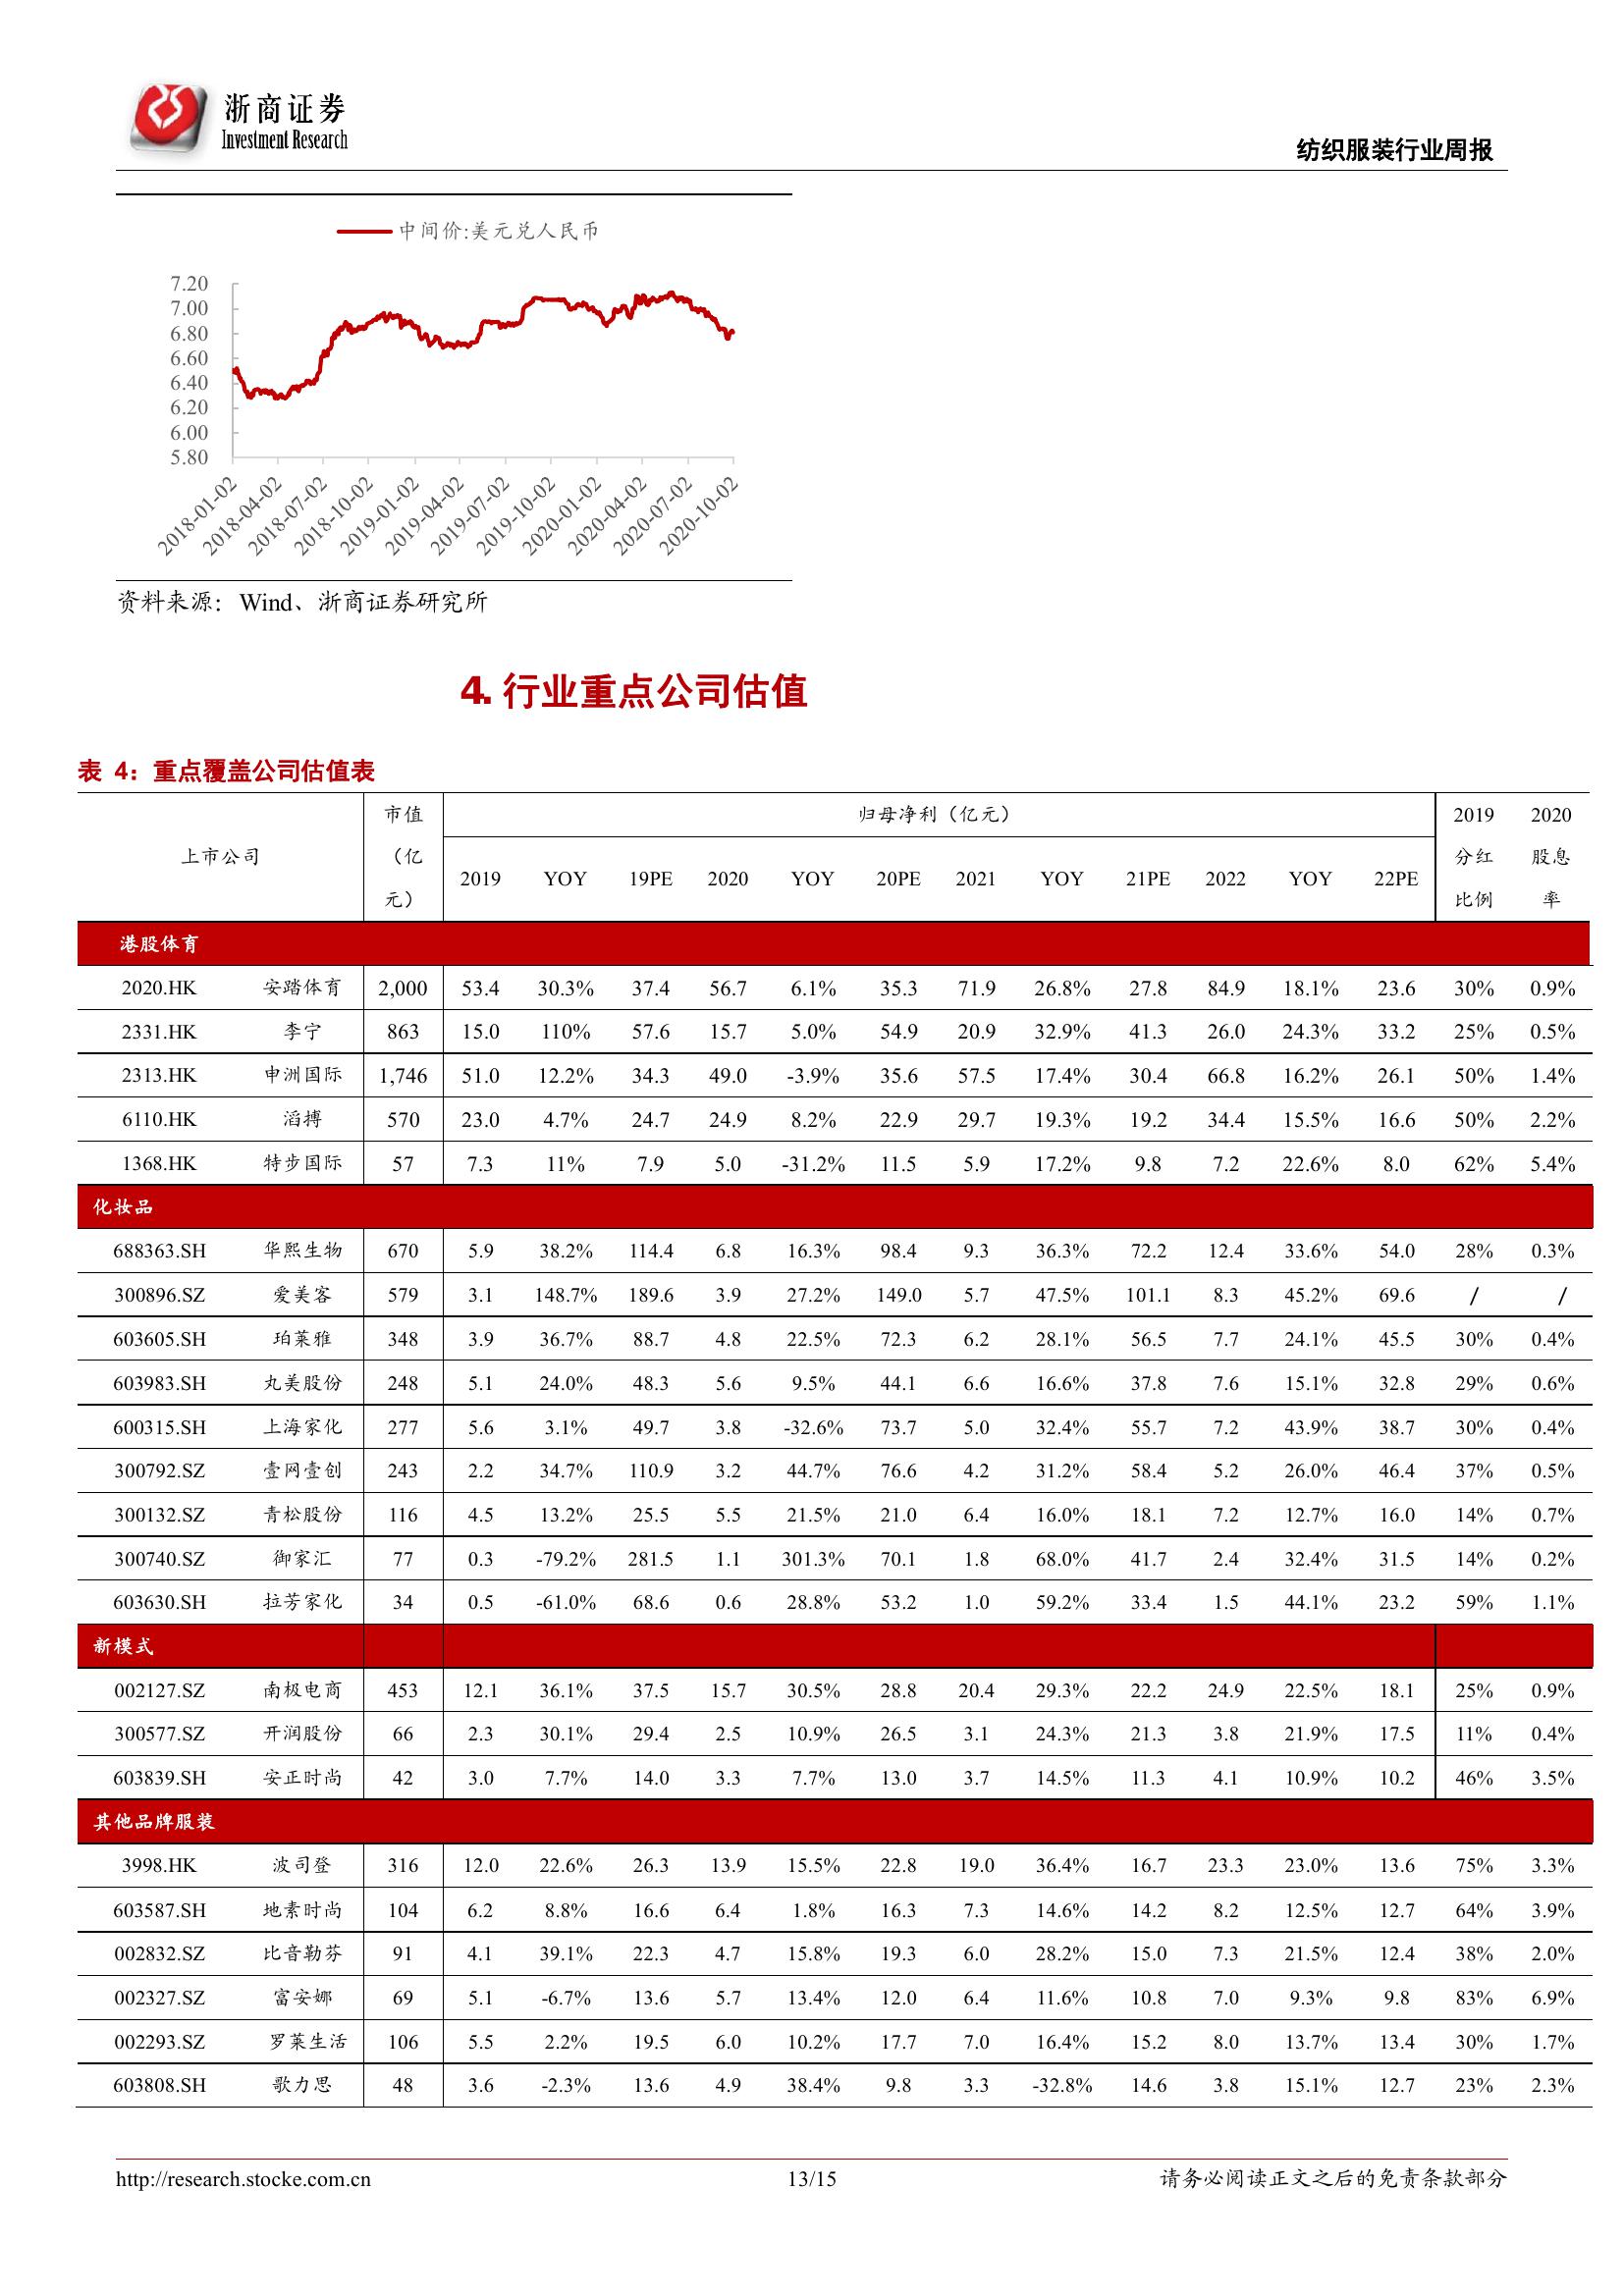 浙商证券
Investment Research
纺织服装行业周报
中间价:美元兑人民币
7.20
7.00
6.80
6.60
6.40
6.20
6.00
5.80
2018-01-02 2018-04-02 2018-07-02 2018-10-02 2019-01-02 2019-04-02 2019-07-02 2019-10-02 2020-01-02 2020-04-02 2020-07-02 2020-10-02
资料来源：Wind、浙商证券研究所
4. 行业重点公司估值
表 4：重点覆盖公司估值表
上市公司 市值（亿元） 归母净利（亿元） 2019分红比例 2020股息率
2019 YOY 19PE 2020 YOY 20PE 2021 YOY 21PE 2022 YOY 22PE
港股体育
2020.HK 安踏体育 2,000 53.4 30.3% 37.4 56.7 6.1% 35.3 71.9 26.8% 27.8 84.9 18.1% 23.6 30% 0.9%
2331.HK 李宁 863 15.0 110% 57.6 15.7 5.0% 54.9 20.9 32.9% 41.3 26.0 24.3% 33.2 25% 0.5%
2313.HK 申洲国际 1,746 51.0 12.2% 34.3 49.0 -3.9% 35.6 57.5 17.4% 30.4 66.8 16.2% 26.1 50% 1.4%
6110.HK 滔搏 570 23.0 4.7% 24.7 24.9 8.2% 22.9 29.7 19.3% 19.2 34.4 15.5% 16.6 50% 2.2%
1368.HK 特步国际 57 7.3 11% 7.9 5.0 -31.2% 11.5 5.9 17.2% 9.8 7.2 22.6% 8.0 62% 5.4%
化妆品
688363.SH 华熙生物 670 5.9 38.2% 114.4 6.8 16.3% 98.4 9.3 36.3% 72.2 12.4 33.6% 54.0 28% 0.3%
300896.SZ 爱美客 579 3.1 148.7% 189.6 3.9 27.2% 149.0 5.7 47.5% 101.1 8.3 45.2% 69.6 / /
603605.SH 珀莱雅 348 3.9 36.7% 88.7 4.8 22.5% 72.3 6.2 28.1% 56.5 7.7 24.1% 45.5 30% 0.4%
603983.SH 丸美股份 248 5.1 24.0% 48.3 5.6 9.5% 44.1 6.6 16.6% 37.8 7.6 15.1% 32.8 29% 0.6%
600315.SH 上海家化 277 5.6 3.1% 49.7 3.8 -32.6% 73.7 5.0 32.4% 55.7 7.2 43.9% 38.7 30% 0.4%
300792.SZ 壹网壹创 243 2.2 34.7% 110.9 3.2 44.7% 76.6 4.2 31.2% 58.4 5.2 26.0% 46.4 37% 0.5%
300132.SZ 青松股份 116 4.5 13.2% 25.5 5.5 21.5% 21.0 6.4 16.0% 18.1 7.2 12.7% 16.0 14% 0.7%
300740.SZ 御家汇 77 0.3 -79.2% 281.5 1.1 301.3% 70.1 1.8 68.0% 41.7 2.4 32.4% 31.5 14% 0.2%
603630.SH 拉芳家化 34 0.5 -61.0% 68.6 0.6 28.8% 53.2 1.0 59.2% 33.4 1.5 44.1% 23.2 59% 1.1%
新模式
002127.SZ 南极电商 453 12.1 36.1% 37.5 15.7 30.5% 28.8 20.4 29.3% 22.2 24.9 22.5% 18.1 25% 0.9%
300577.SZ 开润股份 66 2.3 30.1% 29.4 2.5 10.9% 26.5 3.1 24.3% 21.3 3.8 21.9% 17.5 11% 0.4%
603839.SH 安正时尚 42 3.0 7.7% 14.0 3.3 7.7% 13.0 3.7 14.5% 11.3 4.1 10.9% 10.2 46% 3.5%
其他品牌服装
3998.HK 波司登 316 12.0 22.6% 26.3 13.9 15.5% 22.8 19.0 36.4% 16.7 23.3 23.0% 13.6 75% 3.3%
603587.SH 地素时尚 104 6.2 8.8% 16.6 6.4 1.8% 16.3 7.3 14.6% 14.2 8.2 12.5% 12.7 64% 3.9%
002832.SZ 比音勒芬 91 4.1 39.1% 22.3 4.7 15.8% 19.3 6.0 28.2% 15.0 7.3 21.5% 12.4 38% 2.0%
002327.SZ 富安娜 69 5.1 -6.7% 13.6 5.7 13.4% 12.0 6.4 11.6% 10.8 7.0 9.3% 9.8 83% 6.9%
002293.SZ 罗莱生活 106 5.5 2.2% 19.5 6.0 10.2% 17.7 7.0 16.4% 15.2 8.0 13.7% 13.4 30% 1.7%
603808.SH 歌力思 48 3.6 -2.3% 13.6 4.9 38.4% 9.8 3.3 -32.8% 14.6 3.8 15.1% 12.7 23% 2.3%
http://research.stocke.com.cn 13/15 请务必阅读正文之后的免责条款部分